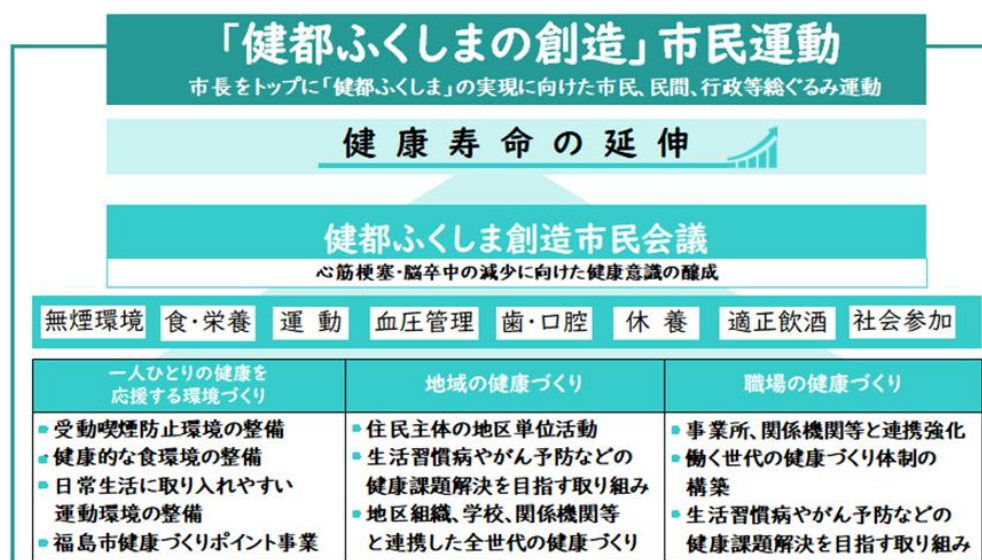 「健都ふくしまの創造」市民運動
市長をトップに「健都ふくしま」の実現に向けた市民、民間、行政等総ぐるみ運動
健康寿命の延伸
健都ふくしま創造市民会議
心筋梗塞・脳卒中の減少に向けた健康意識の醸成
無煙環境 食・栄養 運動 血圧管理 歯・口腔 休養 適正飲酒 社会参加
一人ひとりの健康を
応援する環境づくり
受動喫煙防止環境の整備
健康的な食環境の整備
日常生活に取り入れやすい
運動環境の整備
福島市健康づくりポイント事業
地域の健康づくり
住民主体の地区単位活動
生活習慣病やがん予防などの
健康課題解決を目指す取り組み
地区組織、学校、関係機関等
と連携した全世代の健康づくり
職場の健康づくり
事業所、関係機関等と連携強化
働く世代の健康づくり体制の
構築
生活習慣病やがん予防などの
健康課題解決を目指す取り組み